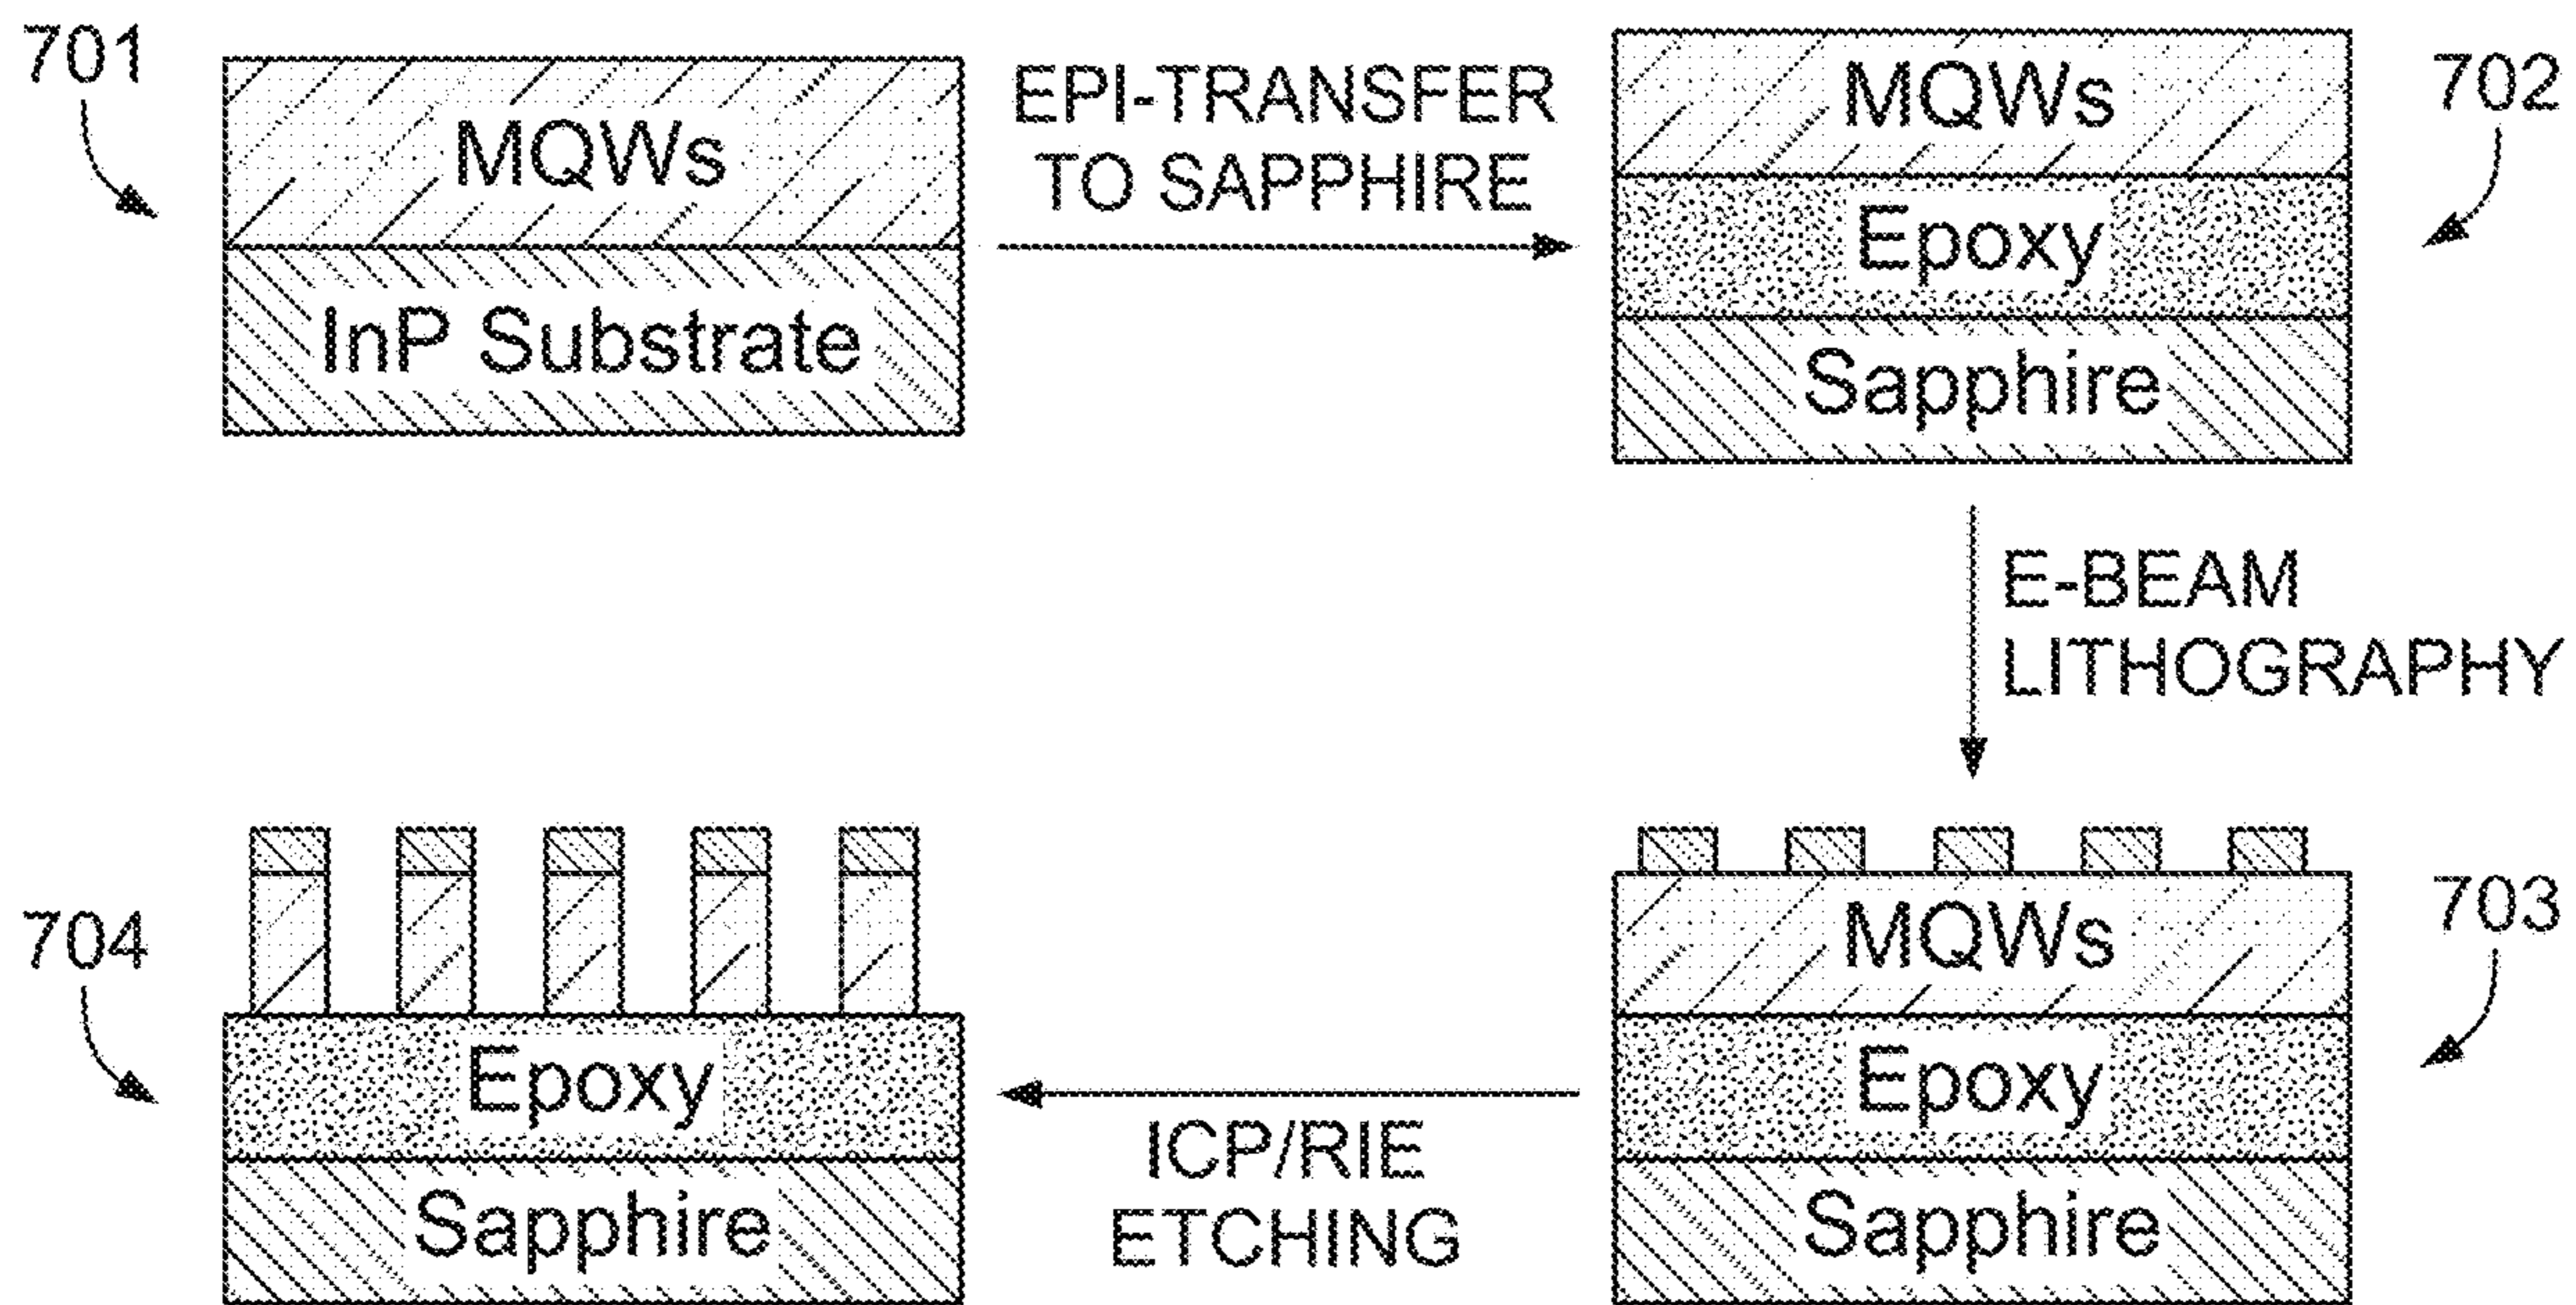 701
MQWs
InP Substrate
EPI-TRANSFER
TO SAPPHIRE
MQWs
Epoxy
Sapphire
702
E-BEAM
LITHOGRAPHY
703
MQWs
Epoxy
Sapphire
ICP/RIE
ETCHING
704
Epoxy
Sapphire